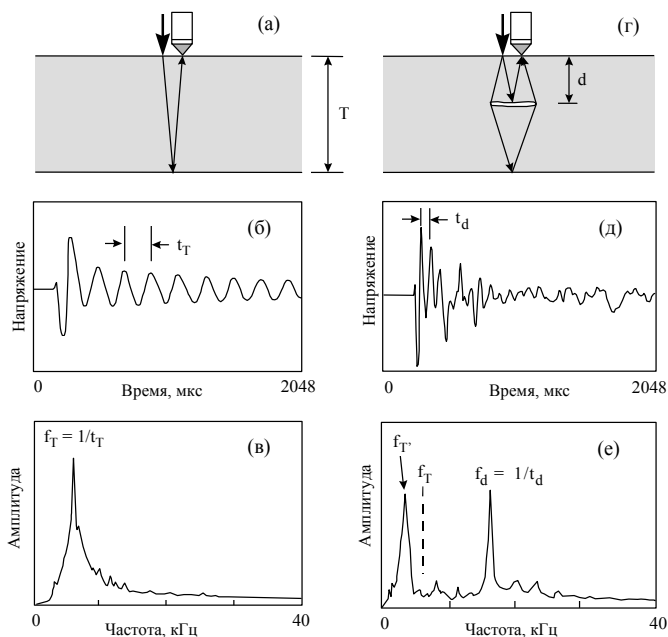 (а)
T
(г)
d
(б)
t_T
Напряжение
0
Время, мкс
2048
(д)
t_d
Напряжение
0
Время, мкс
2048
(в)
f_T = 1/t_T
Амплитуда
0
Частота, кГц
40
(е)
f_T'
f_T
f_d = 1/t_d
Амплитуда
0
Частота, кГц
40